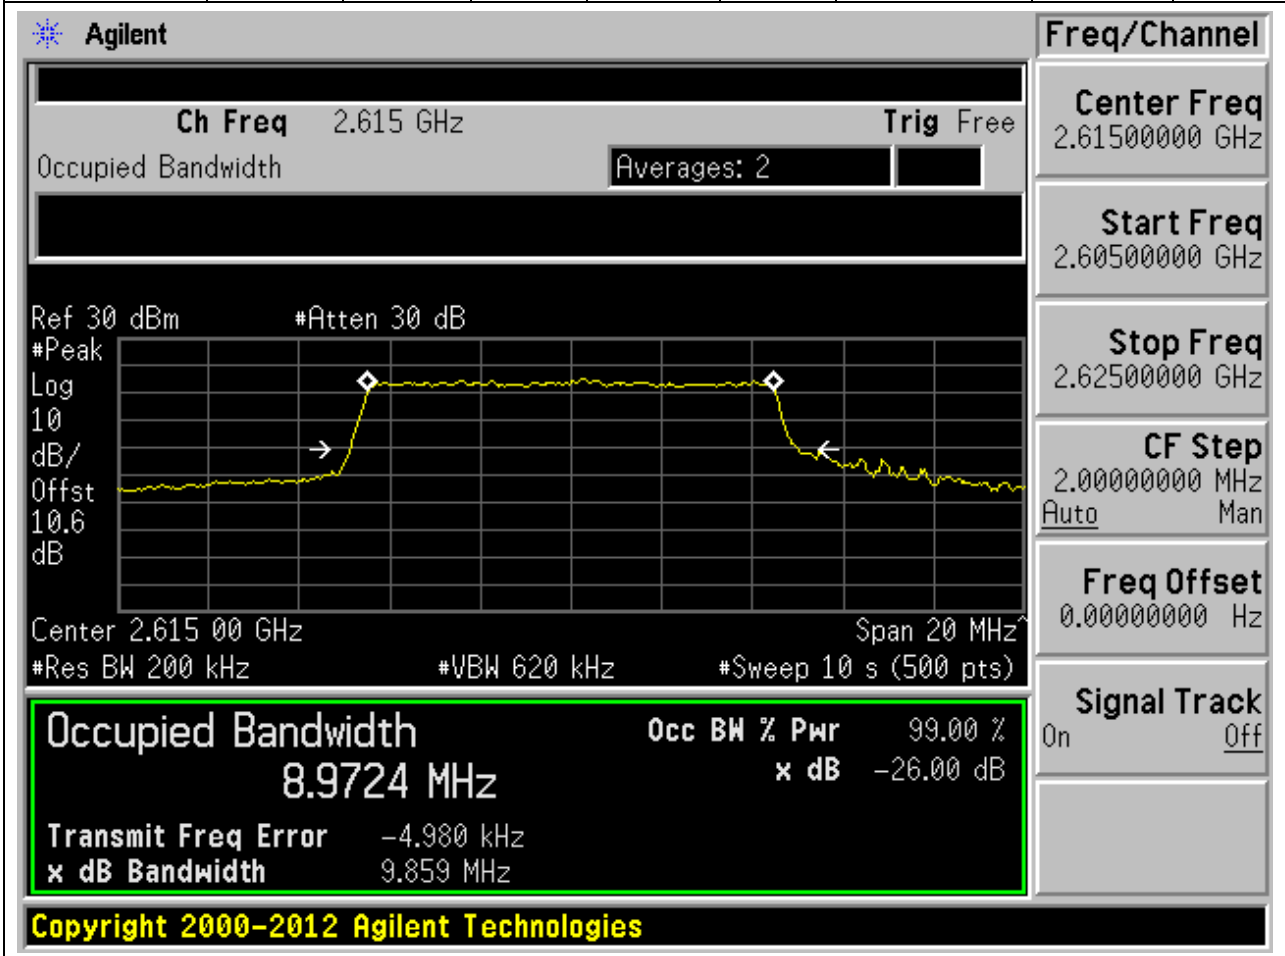 Agilent
Freq/Channel
Ch Freq 2.615 GHz Trig Free
Occupied Bandwidth Averages: 2
Ref 30 dBm #Atten 30 dB
#Peak
Log
10
dB/
Offst
10.6
dB
Center 2.615 00 GHz Span 20 MHz^
#Res BW 200 kHz #VBW 620 kHz #Sweep 10 s (500 pts)
Occupied Bandwidth
8.9724 MHz
Occ BW % Pwr 99.00 %
x dB -26.00 dB
Transmit Freq Error -4.980 kHz
x dB Bandwidth 9.859 MHz
Center Freq
2.61500000 GHz
Start Freq
2.60500000 GHz
Stop Freq
2.62500000 GHz
CF Step
2.00000000 MHz
Auto Man
Freq Offset
0.00000000 Hz
Signal Track
On Off
Copyright 2000-2012 Agilent Technologies